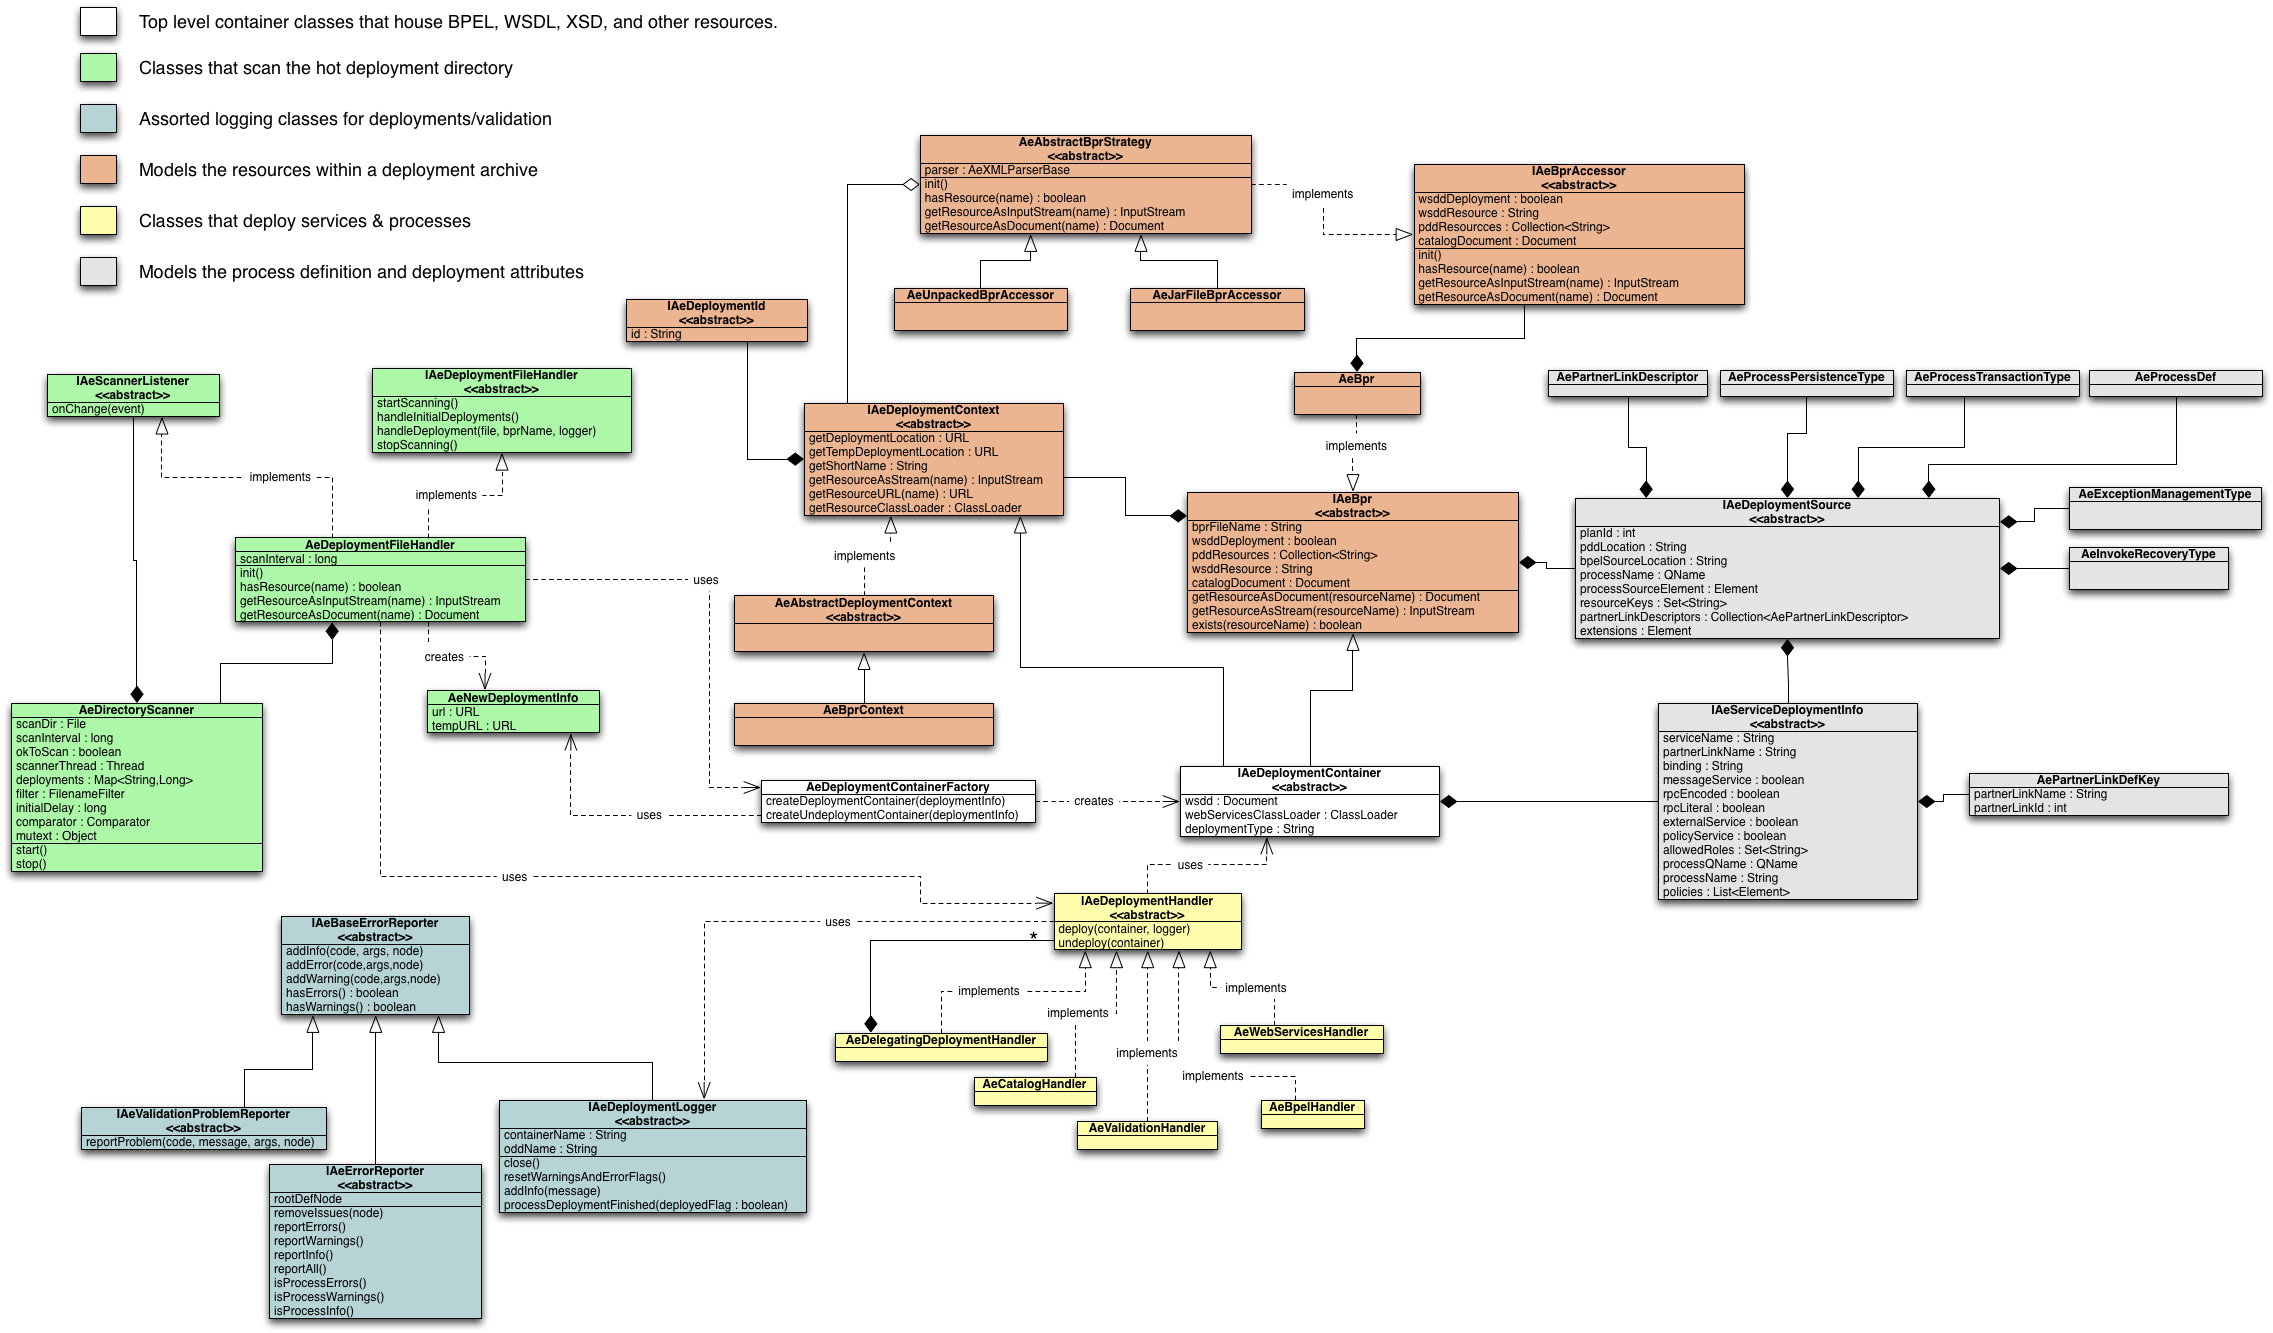 Top level container classes that house BPEL, WSDL, XSD, and other resources.
Classes that scan the hot deployment directory
Assorted logging classes for deployments/validation
Models the resources within a deployment archive
Classes that deploy services & processes
Models the process definition and deployment attributes
AeAbstractBprStrategy
<<abstract>>
parser : AeXMLParserBase
init()
hasResource(name) : boolean
getResourceAsInputStream(name) : InputStream
getResourceAsDocument(name) : Document
implements
IAeBprAccessor
<<abstract>>
wsddDeployment : boolean
wsddResource : String
pddResourcces : Collection<String>
catalogDocument : Document
init()
hasResource(name) : boolean
getResourceAsInputStream(name) : InputStream
getResourceAsDocument(name) : Document
AeUnpackedBprAccessor
AeJarFileBprAccessor
IAeDeploymentId
<<abstract>>
id : String
IAeScannerListener
<<abstract>>
onChange(event)
IAeDeploymentFileHandler
<<abstract>>
startScanning()
handleInitialDeployments()
handleDeployment(file, bprName, logger)
stopScanning()
AeBpr
implements
AePartnerLinkDescriptor
AeProcessPersistenceType
AeProcessTransactionType
AeProcessDef
IAeDeploymentContext
<<abstract>>
getDeploymentLocation : URL
getTempDeploymentLocation : URL
getShortName : String
getResourceAsStream(name) : InputStream
getResourceURL(name) : URL
getResourceClassLoader : ClassLoader
implements
implements
implements
AeDeploymentFileHandler
scanInterval : long
init()
hasResource(name) : boolean
getResourceAsInputStream(name) : InputStream
getResourceAsDocument(name) : Document
uses
creates
IAeBpr
<<abstract>>
bprFileName : String
wsddDeployment : boolean
pddResources : Collection<String>
wsddResource : String
catalogDocument : Document
getResourceAsDocument(resourceName) : Document
getResourceAsStream(resourceName) : InputStream
exists(resourceName) : boolean
IAeDeploymentSource
<<abstract>>
planId : int
pddLocation : String
bpelSourceLocation : String
processName : QName
processSourceElement : Element
resourceKeys : Set<String>
partnerLinkDescriptors : Collection<AePartnerLinkDescriptor>
extensions : Element
AeExceptionManagementType
AeInvokeRecoveryType
AeAbstractDeploymentContext
<<abstract>>
AeBprContext
AeNewDeploymentInfo
url : URL
tempURL : URL
AeDirectoryScanner
scanDir : File
scanInterval : long
okToScan : boolean
scannerThread : Thread
deployments : Map<String,Long>
filter : FilenameFilter
initialDelay : long
comparator : Comparator
mutext : Object
start()
stop()
AeDeploymentContainerFactory
createDeploymentContainer(deploymentInfo)
createUndeploymentContainer(deploymentInfo)
uses
creates
IAeDeploymentContainer
<<abstract>>
wsdd : Document
webServicesClassLoader : ClassLoader
deploymentType : String
IAeServiceDeploymentInfo
<<abstract>>
serviceName : String
partnerLinkName : String
binding : String
messageService : boolean
rpcEncoded : boolean
rpcLiteral : boolean
externalService : boolean
policyService : boolean
allowedRoles : Set<String>
processQName : QName
processName : String
policies : List<Element>
AePartnerLinkDefKey
partnerLinkName : String
partnerLinkId : int
uses
uses
uses
IAeDeploymentHandler
<<abstract>>
deploy(container, logger)
undeploy(container)
*
implements
implements
implements
implements
implements
AeDelegatingDeploymentHandler
AeCatalogHandler
AeValidationHandler
AeWebServicesHandler
AeBpelHandler
IAeBaseErrorReporter
<<abstract>>
addInfo(code, args, node)
addError(code,args,node)
addWarning(code,args,node)
hasErrors() : boolean
hasWarnings() : boolean
IAeValidationProblemReporter
<<abstract>>
reportProblem(code, message, args, node)
IAeErrorReporter
<<abstract>>
rootDefNode
removeIssues(node)
reportErrors()
reportWarnings()
reportInfo()
reportAll()
isProcessErrors()
isProcessWarnings()
isProcessInfo()
IAeDeploymentLogger
<<abstract>>
containerName : String
oddName : String
close()
resetWarningsAndErrorFlags()
addInfo(message)
processDeploymentFinished(deployedFlag : boolean)